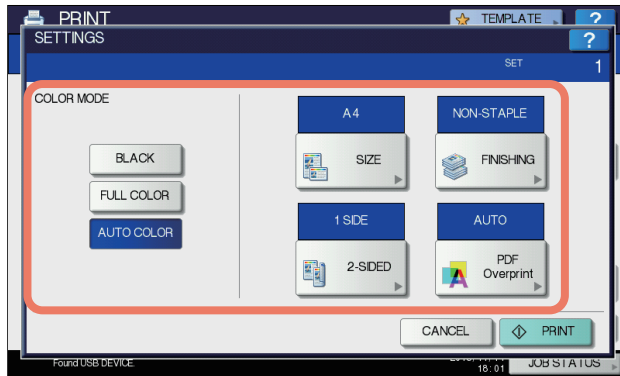 PRINT
TEMPLATE
?
SETTINGS
?
SET 1
COLOR MODE
BLACK
FULL COLOR
AUTO COLOR
A4
SIZE
NON-STAPLE
FINISHING
1 SIDE
2-SIDED
AUTO
PDF
Overprint
CANCEL
PRINT
Found USB DEVICE.
18:01
JOB STATUS